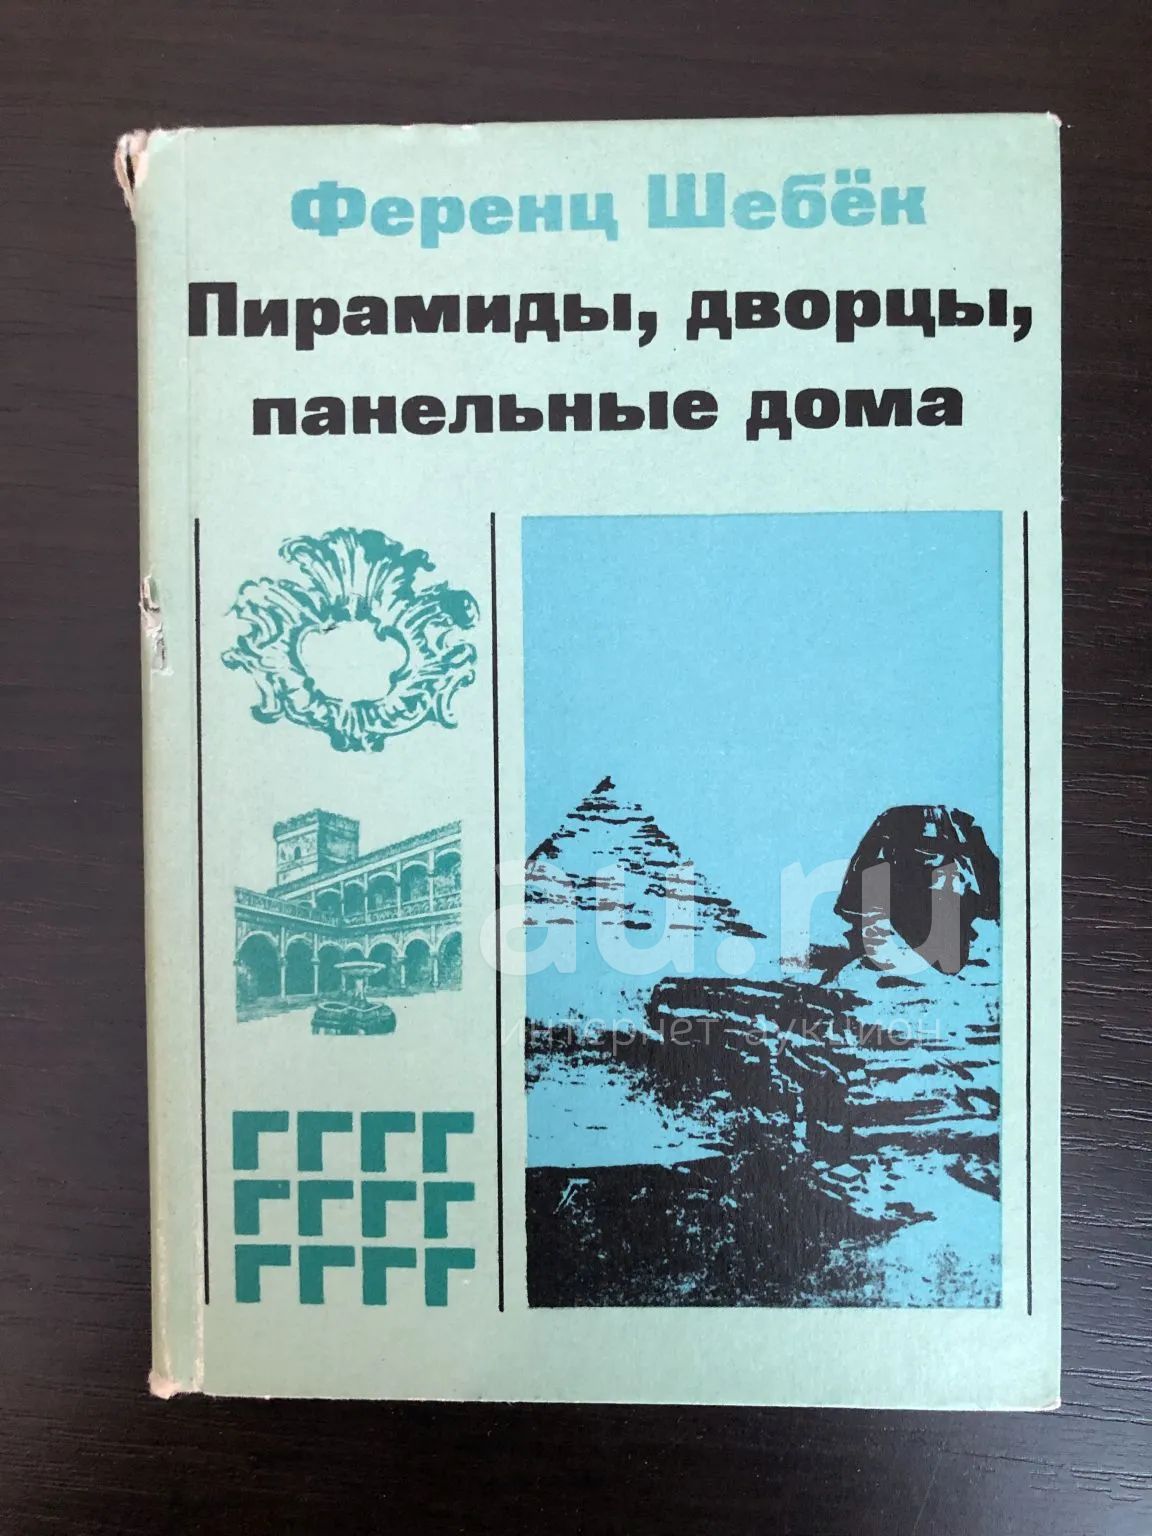 Ференц Шебёк
Пирамиды, дворцы,
панельные дома
au.ru
интернет аукцион